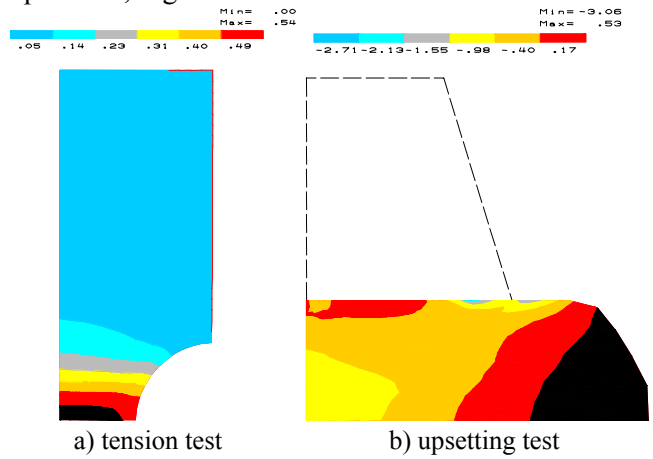 Min= .00
Max= .54
.05 .14 .23 .31 .40 .49
Min=-3.06
Max= .53
-2.71 -2.13 -1.55 -.98 -.40 .17
a) tension test
b) upsetting test